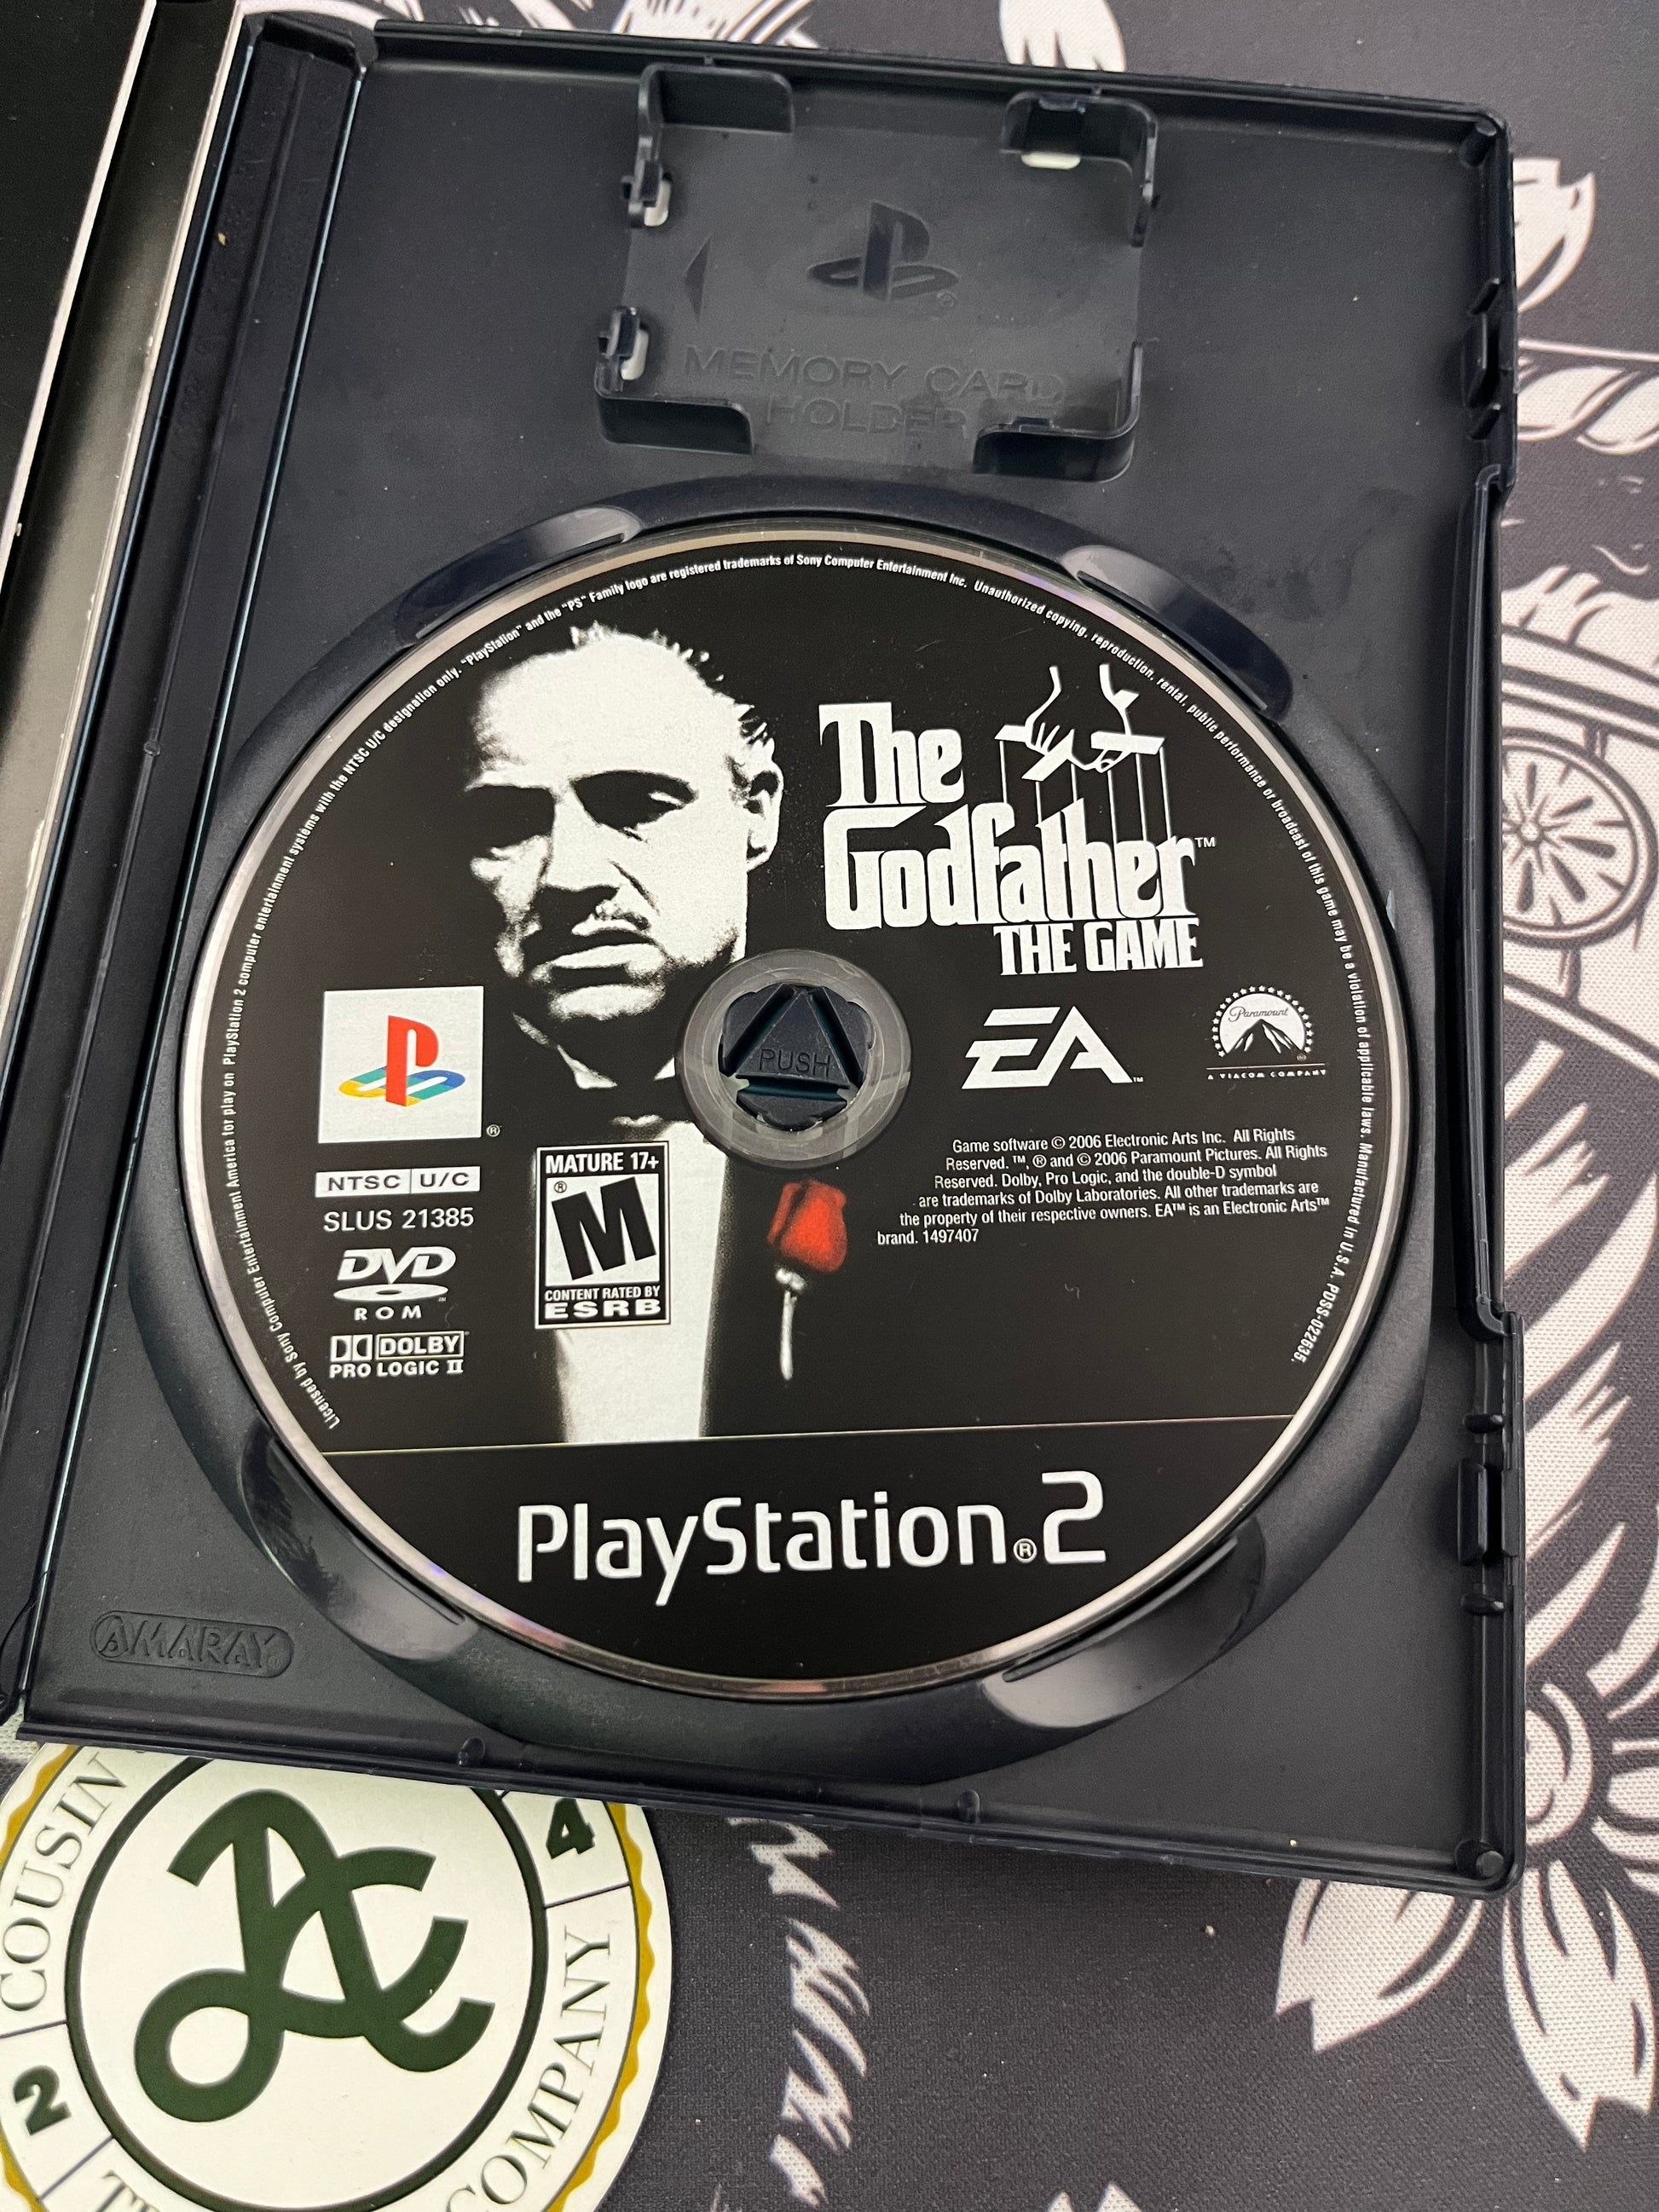 MEMORY CARD
HOLDER
Licensed by Sony Computer Entertainment America for play on PlayStation 2 computer entertainment systems with the NTSC U/C designation only. "PlayStation" and the "PS" Family logo are registered trademarks of Sony Computer Entertainment Inc. Unauthorized copying, reproduction, rental, public performance or broadcast of this game may be a violation of applicable laws. Manufactured in U.S.A. PDSS-022635.
The
Godfather™
THE GAME
PUSH
EA™
Paramount®
A VIACOM COMPANY
®
NTSC U/C
SLUS 21385
DVD™
ROM
DOLBY®
PRO LOGIC II
MATURE 17+
® M
CONTENT RATED BY
ESRB
Game software © 2006 Electronic Arts Inc. All Rights
Reserved. ™, ® and © 2006 Paramount Pictures. All Rights
Reserved. Dolby, Pro Logic, and the double-D symbol
are trademarks of Dolby Laboratories. All other trademarks are
the property of their respective owners. EA™ is an Electronic Arts™
brand. 1497407
PlayStation®2
AMARAY®
COUSIN
4
2
COMPANY